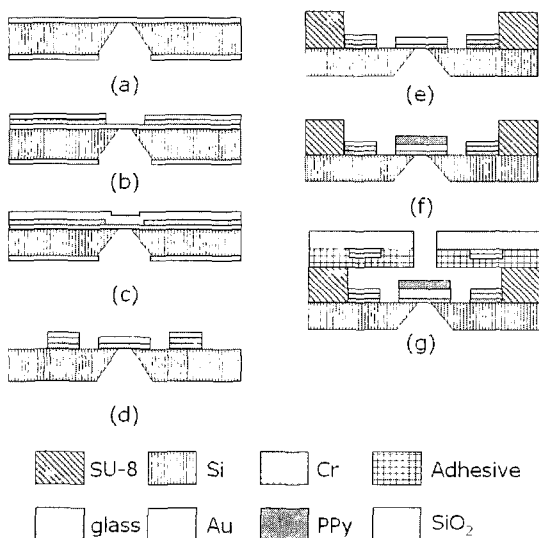 (a)
(b)
(c)
(d)
(e)
(f)
(g)
SU-8 Si Cr Adhesive
glass Au PPy SiO₂